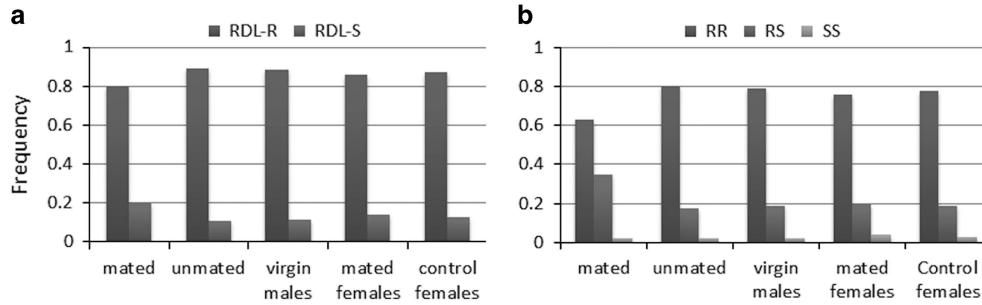 a
RDL-R RDL-S
Frequency
1
0.8
0.6
0.4
0.2
0
mated unmated virgin males mated females control females
b
RR RS SS
1
0.8
0.6
0.4
0.2
0
mated unmated virgin males mated females Control females